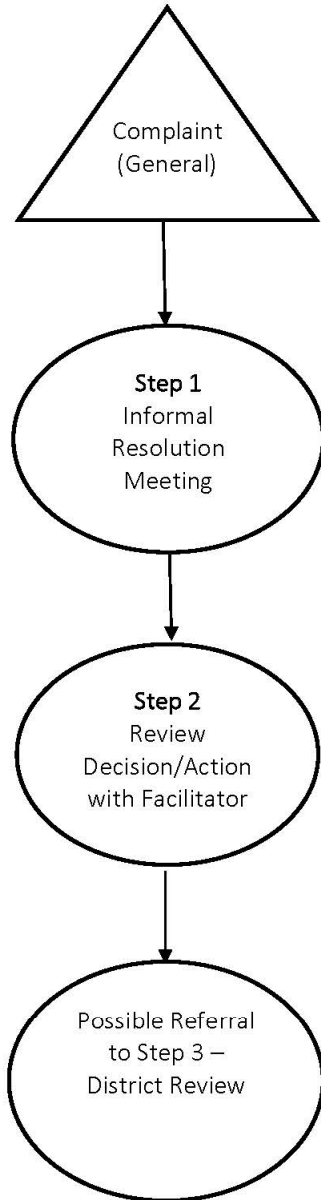 Complaint
(General)
Step 1
Informal
Resolution
Meeting
Step 2
Review
Decision/Action
with Facilitator
Possible Referral
to Step 3 –
District Review